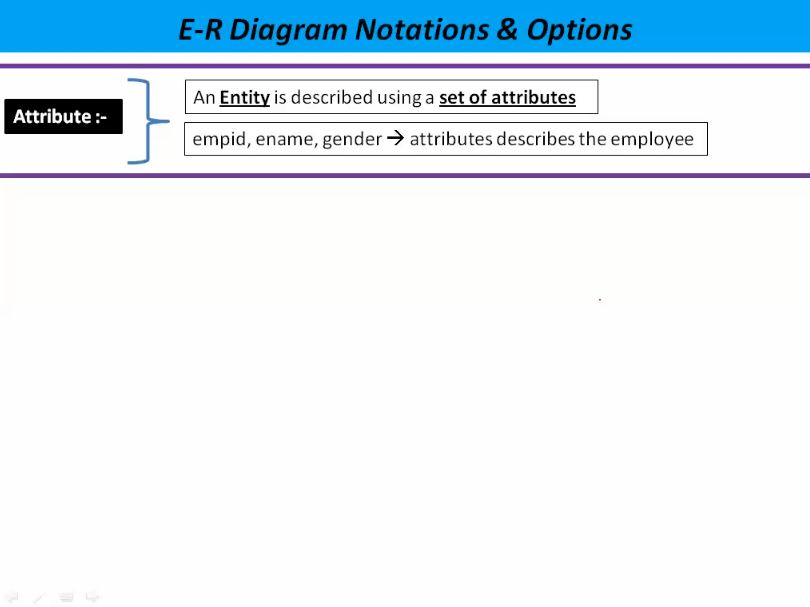 E-R Diagram Notations & Options
An Entity is described using a set of attributes
Attribute :-
empid, ename, gender → attributes describes the employee